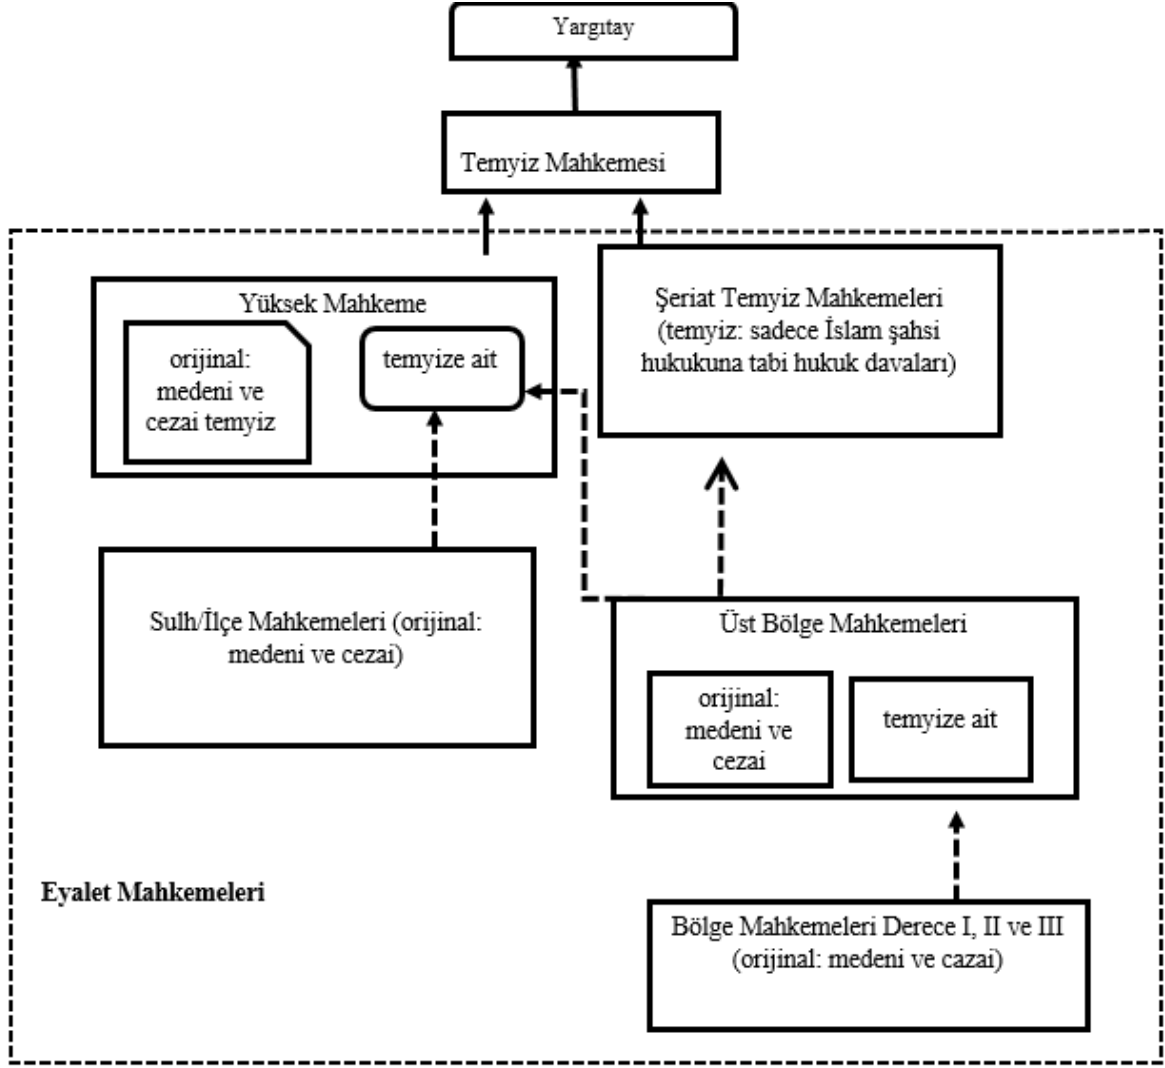 Yargıtay
Temyiz Mahkemesi
Yüksek Mahkeme
orijinal:
medeni ve
cezai temyiz
temyize ait
Şeriat Temyiz Mahkemeleri
(temyiz: sadece İslam şahsi
hukukuna tabi hukuk davaları)
Sulh/İlçe Mahkemeleri (orijinal:
medeni ve cezai)
Üst Bölge Mahkemeleri
orijinal:
medeni ve
cezai
temyize ait
Eyalet Mahkemeleri
Bölge Mahkemeleri Derece I, II ve III
(orijinal: medeni ve cazai)